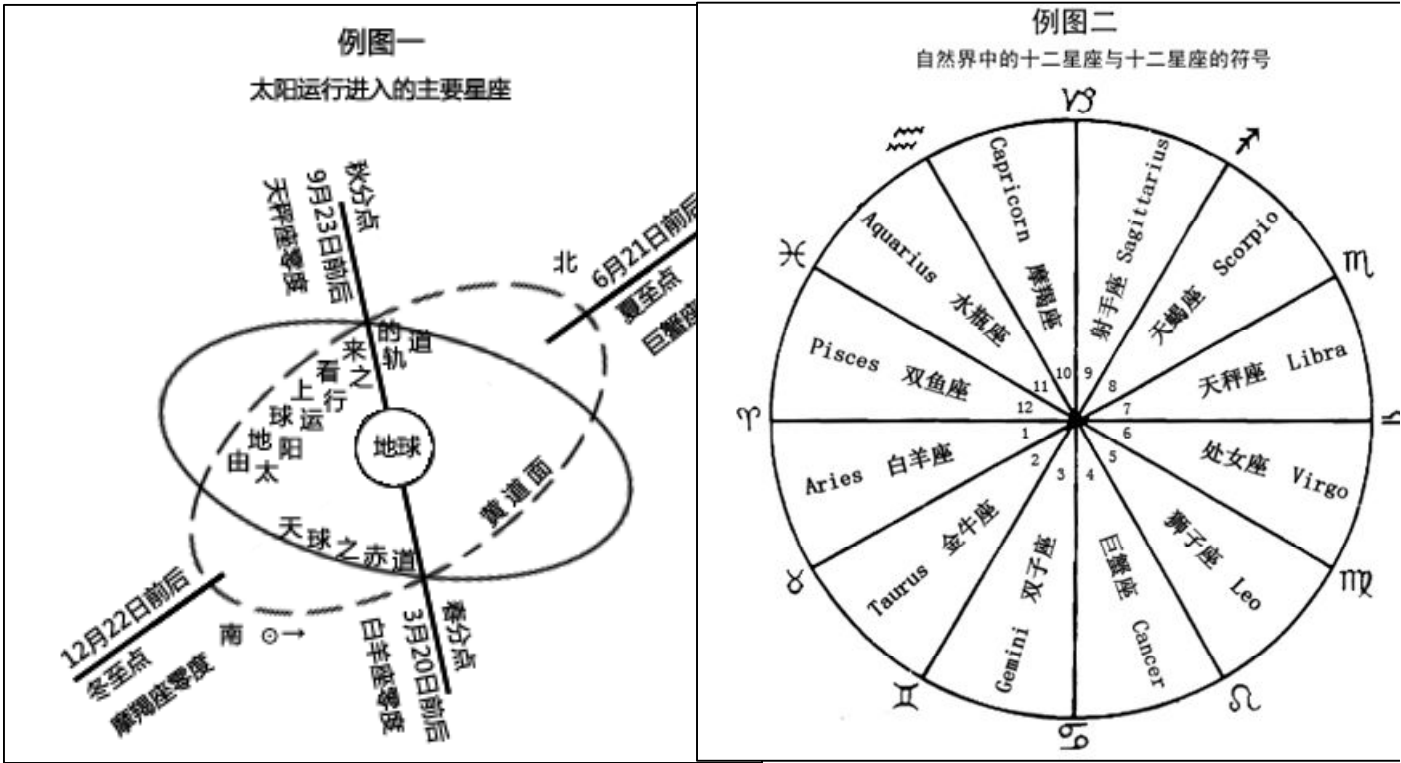 例图一
太阳运行进入的主要星座
秋分点
9月23日前后
天秤座零度
北
6月21日前后
夏至点
巨蟹座
由地球上看来的
太阳运行之轨道
地球
黄道面
天球之赤道
12月22日前后
冬至点
摩羯座零度
南 ⊙→
春分点
3月20日前后
白羊座零度
例图二
自然界中的十二星座与十二星座的符号
♑
♐
♏
♎
♍
♌
♋
♊
♉
♈
♓
♒
Capricorn 摩羯座
射手座 Sagittarius
天蝎座 Scorpio
天秤座 Libra
处女座 Virgo
狮子座 Leo
巨蟹座 Cancer
Gemini 双子座
Taurus 金牛座
Aries 白羊座
Pisces 双鱼座
Aquarius 水瓶座
1
2
3
4
5
6
7
8
9
10
11
12